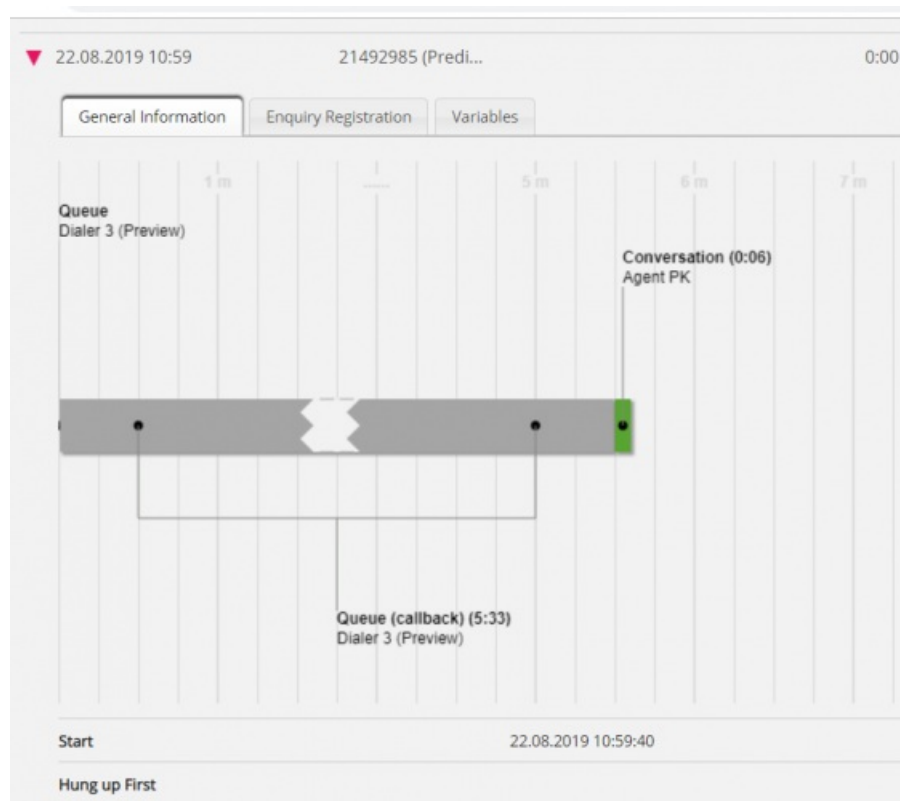 22.08.2019 10:59 21492985 (Predi... 0:00
General Information Enquiry Registration Variables
1 m ...... 5 m 6 m 7 m
Queue
Dialer 3 (Preview)
Conversation (0:06)
Agent PK
Queue (callback) (5:33)
Dialer 3 (Preview)
Start 22.08.2019 10:59:40
Hung up First